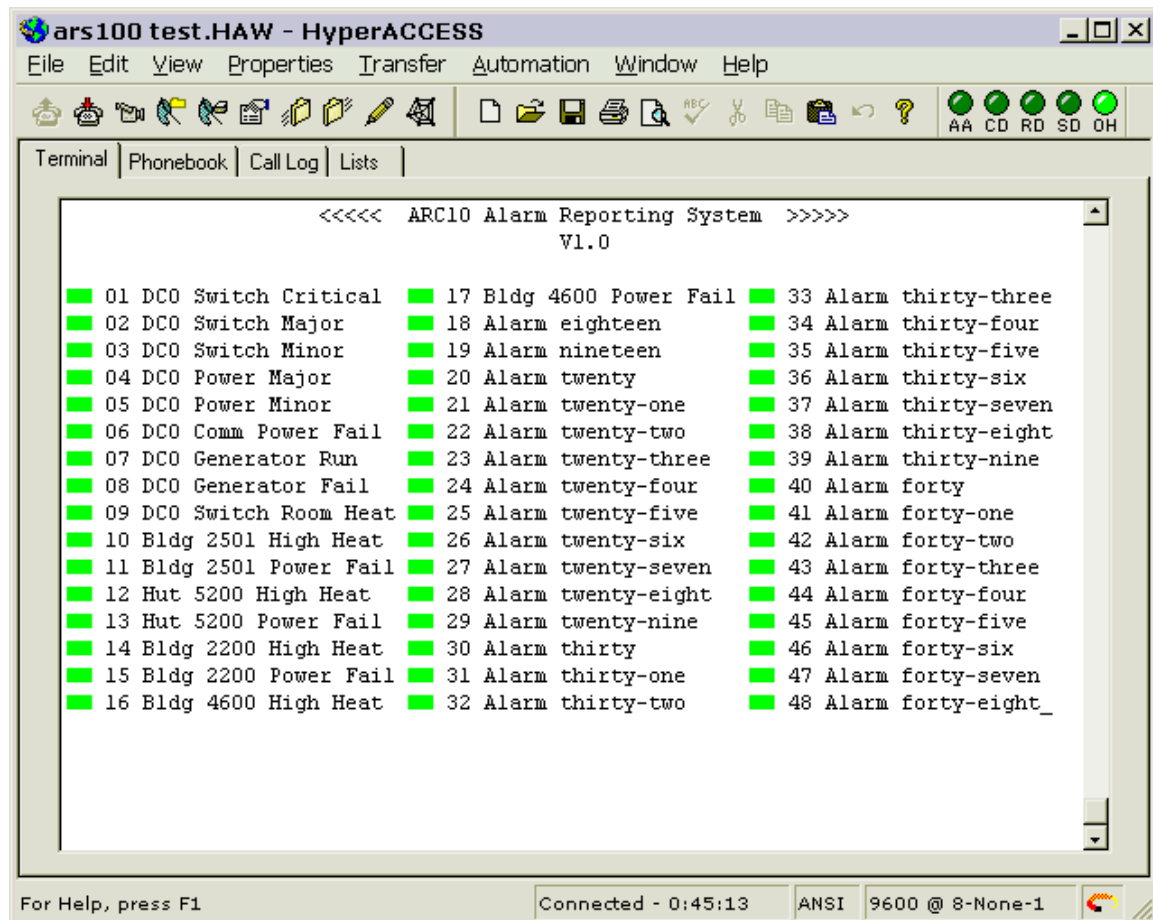 ars100 test.HAW - HyperACCESS
File Edit View Properties Transfer Automation Window Help
ABC
AA CD RD SD OH
Terminal Phonebook Call Log Lists
<<<<< ARC10 Alarm Reporting System >>>>>
V1.0
01 DCO Switch Critical 17 Bldg 4600 Power Fail 33 Alarm thirty-three
02 DCO Switch Major 18 Alarm eighteen 34 Alarm thirty-four
03 DCO Switch Minor 19 Alarm nineteen 35 Alarm thirty-five
04 DCO Power Major 20 Alarm twenty 36 Alarm thirty-six
05 DCO Power Minor 21 Alarm twenty-one 37 Alarm thirty-seven
06 DCO Comm Power Fail 22 Alarm twenty-two 38 Alarm thirty-eight
07 DCO Generator Run 23 Alarm twenty-three 39 Alarm thirty-nine
08 DCO Generator Fail 24 Alarm twenty-four 40 Alarm forty
09 DCO Switch Room Heat 25 Alarm twenty-five 41 Alarm forty-one
10 Bldg 2501 High Heat 26 Alarm twenty-six 42 Alarm forty-two
11 Bldg 2501 Power Fail 27 Alarm twenty-seven 43 Alarm forty-three
12 Hut 5200 High Heat 28 Alarm twenty-eight 44 Alarm forty-four
13 Hut 5200 Power Fail 29 Alarm twenty-nine 45 Alarm forty-five
14 Bldg 2200 High Heat 30 Alarm thirty 46 Alarm forty-six
15 Bldg 2200 Power Fail 31 Alarm thirty-one 47 Alarm forty-seven
16 Bldg 4600 High Heat 32 Alarm thirty-two 48 Alarm forty-eight_
For Help, press F1 Connected - 0:45:13 ANSI 9600 @ 8-None-1